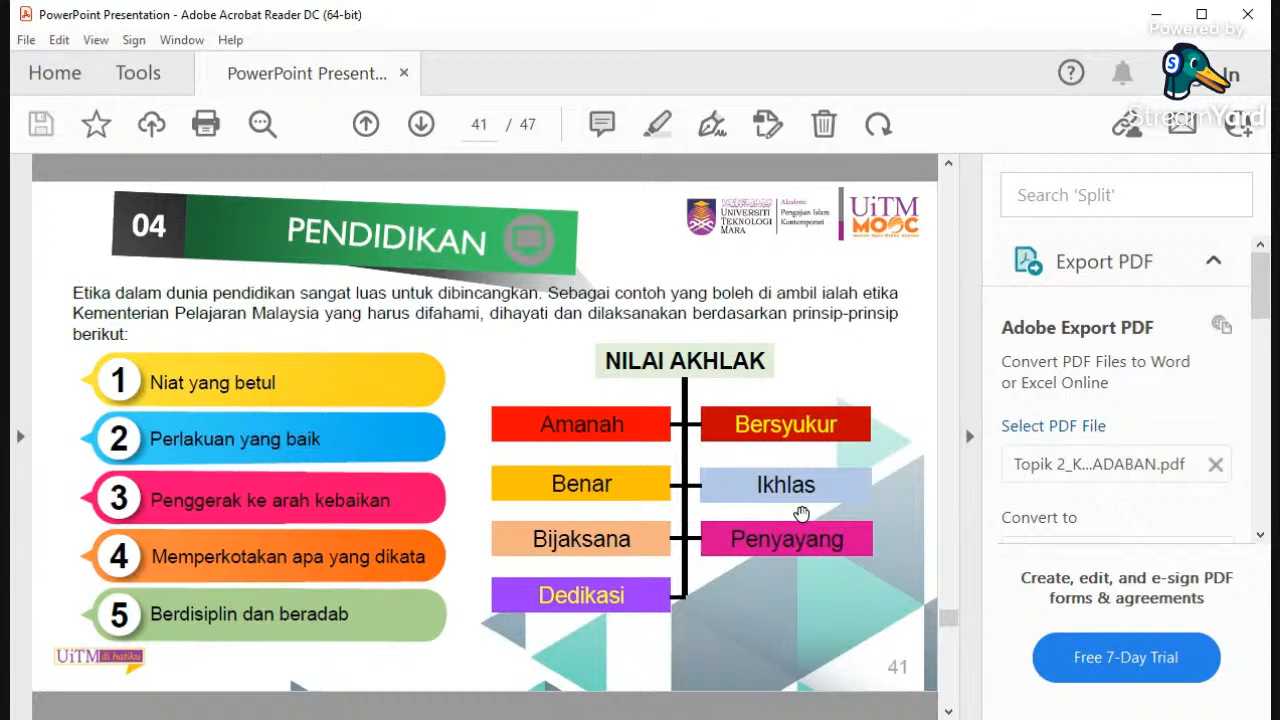 PowerPoint Presentation - Adobe Acrobat Reader DC (64-bit)
Powered by
File Edit View Sign Window Help
Home Tools PowerPoint Present... ×
In
StreamYard
41 / 47
04 PENDIDIKAN
UNIVERSITI
TEKNOLOGI
MARA
Akademi
Pengajian Islam
Kontemporari
UiTM
MOOC
Etika dalam dunia pendidikan sangat luas untuk dibincangkan. Sebagai contoh yang boleh di ambil ialah etika
Kementerian Pelajaran Malaysia yang harus difahami, dihayati dan dilaksanakan berdasarkan prinsip-prinsip
berikut:
1 Niat yang betul
2 Perlakuan yang baik
3 Penggerak ke arah kebaikan
4 Memperkotakan apa yang dikata
5 Berdisiplin dan beradab
NILAI AKHLAK
Amanah Bersyukur
Benar Ikhlas
Bijaksana Penyayang
Dedikasi
UiTM di hatiku
41
Search 'Split'
Export PDF
Adobe Export PDF
Convert PDF Files to Word
or Excel Online
Select PDF File
Topik 2_K...ADABAN.pdf
Convert to
Create, edit, and e-sign PDF
forms & agreements
Free 7-Day Trial